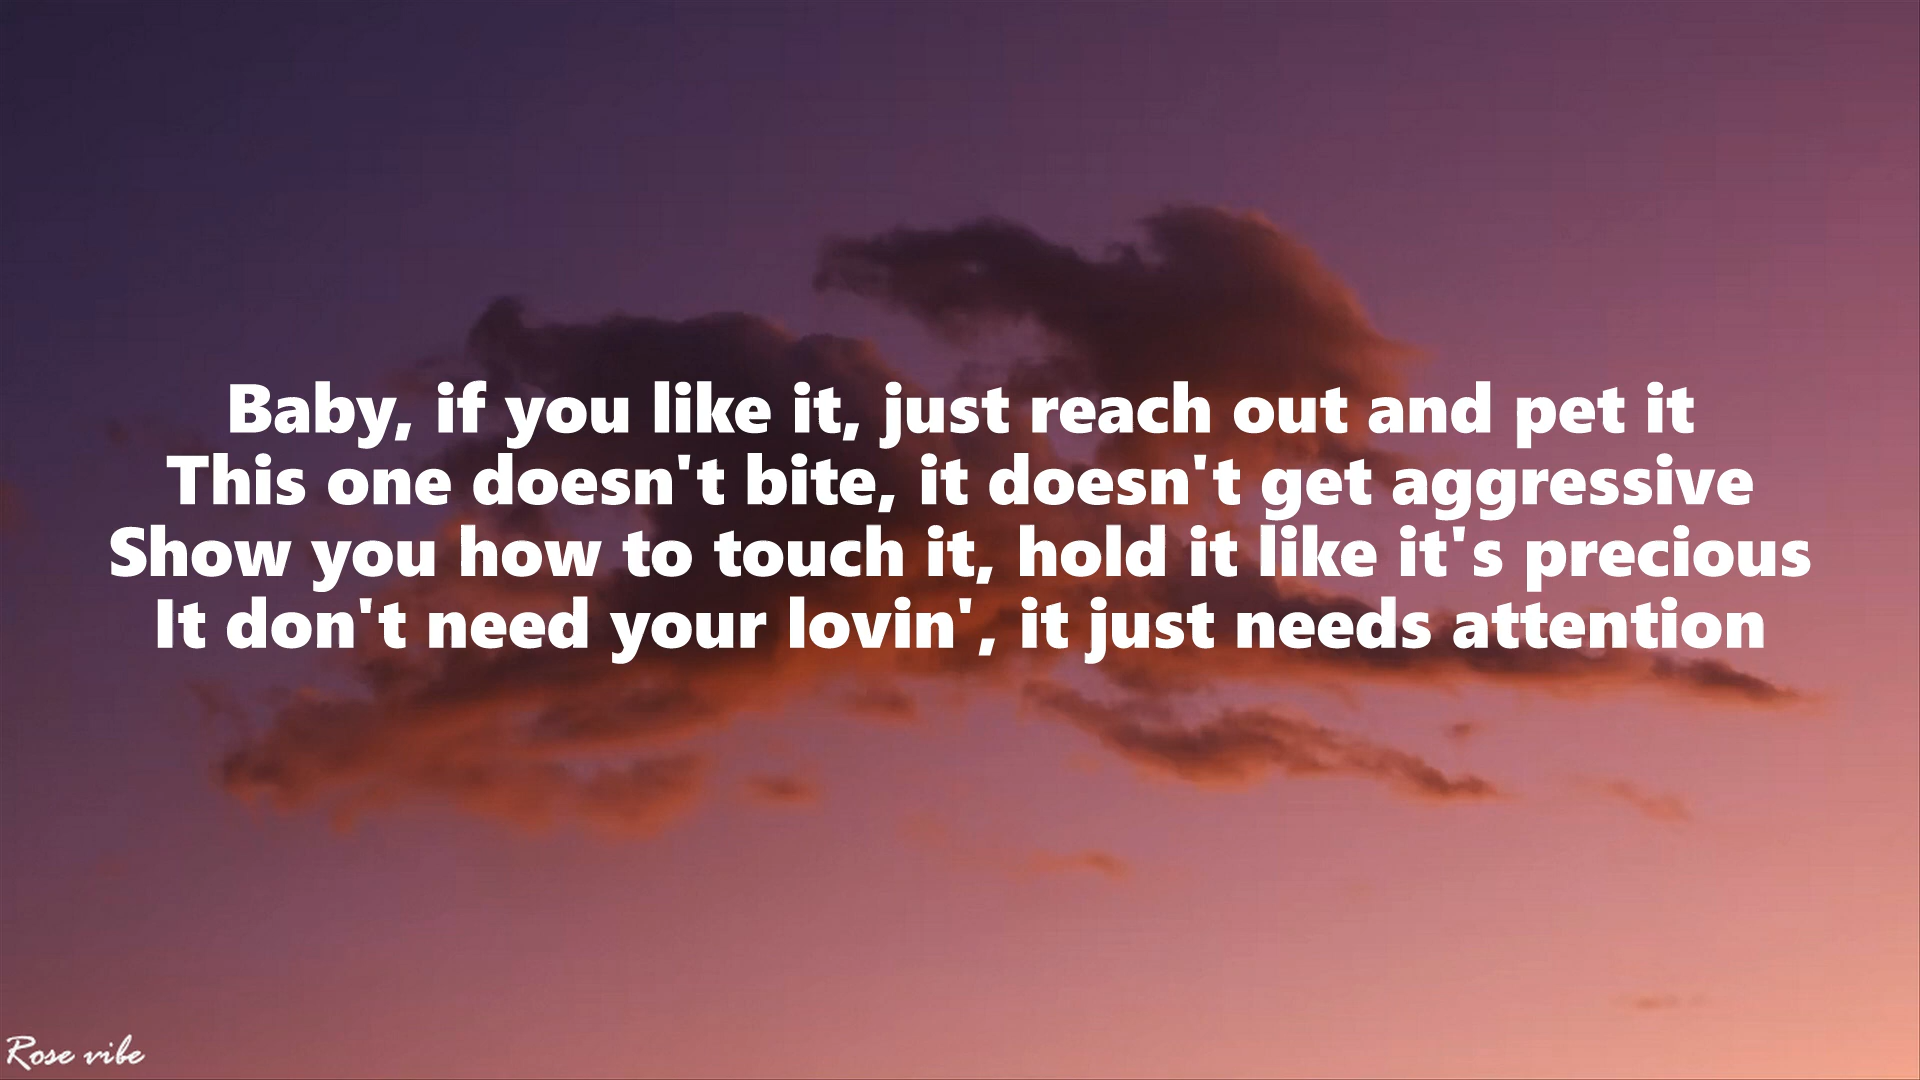 Baby, if you like it, just reach out and pet it
This one doesn't bite, it doesn't get aggressive
Show you how to touch it, hold it like it's precious
It don't need your lovin', it just needs attention
Rose vibe